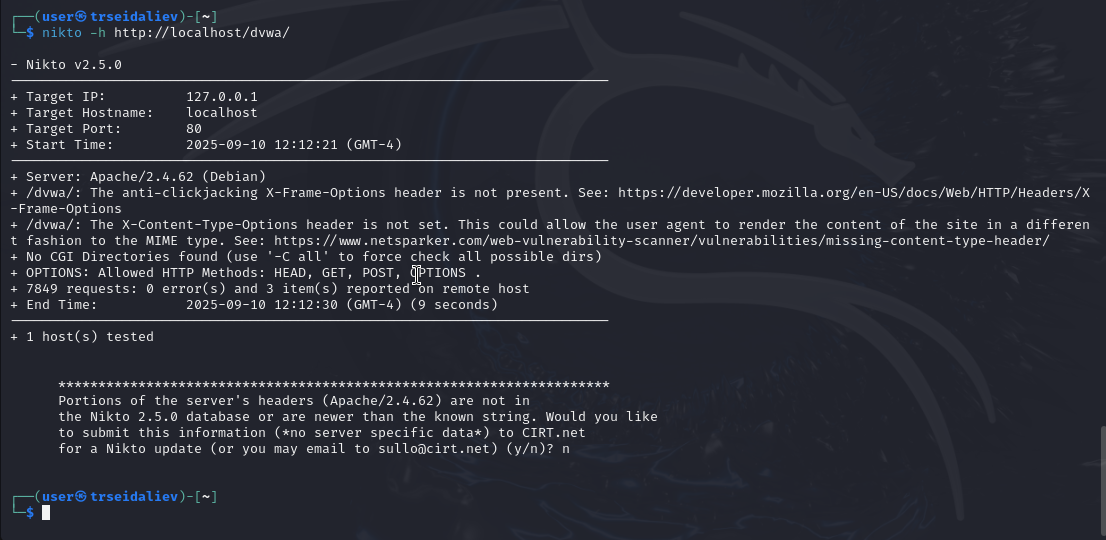 ┌──(user㉿trseidaliev)-[~]
└─$ nikto -h http://localhost/dvwa/
- Nikto v2.5.0
---------------------------------------------------------------------------
+ Target IP:          127.0.0.1
+ Target Hostname:    localhost
+ Target Port:        80
+ Start Time:         2025-09-10 12:12:21 (GMT-4)
---------------------------------------------------------------------------
+ Server: Apache/2.4.62 (Debian)
+ /dvwa/: The anti-clickjacking X-Frame-Options header is not present. See: https://developer.mozilla.org/en-US/docs/Web/HTTP/Headers/X
-Frame-Options
+ /dvwa/: The X-Content-Type-Options header is not set. This could allow the user agent to render the content of the site in a differen
t fashion to the MIME type. See: https://www.netsparker.com/web-vulnerability-scanner/vulnerabilities/missing-content-type-header/
+ No CGI Directories found (use '-C all' to force check all possible dirs)
+ OPTIONS: Allowed HTTP Methods: HEAD, GET, POST, OPTIONS .
+ 7849 requests: 0 error(s) and 3 item(s) reported on remote host
+ End Time:           2025-09-10 12:12:30 (GMT-4) (9 seconds)
---------------------------------------------------------------------------
+ 1 host(s) tested
*********************************************************************
Portions of the server's headers (Apache/2.4.62) are not in
the Nikto 2.5.0 database or are newer than the known string. Would you like
to submit this information (*no server specific data*) to CIRT.net
for a Nikto update (or you may email to sullo@cirt.net) (y/n)? n
┌──(user㉿trseidaliev)-[~]
└─$